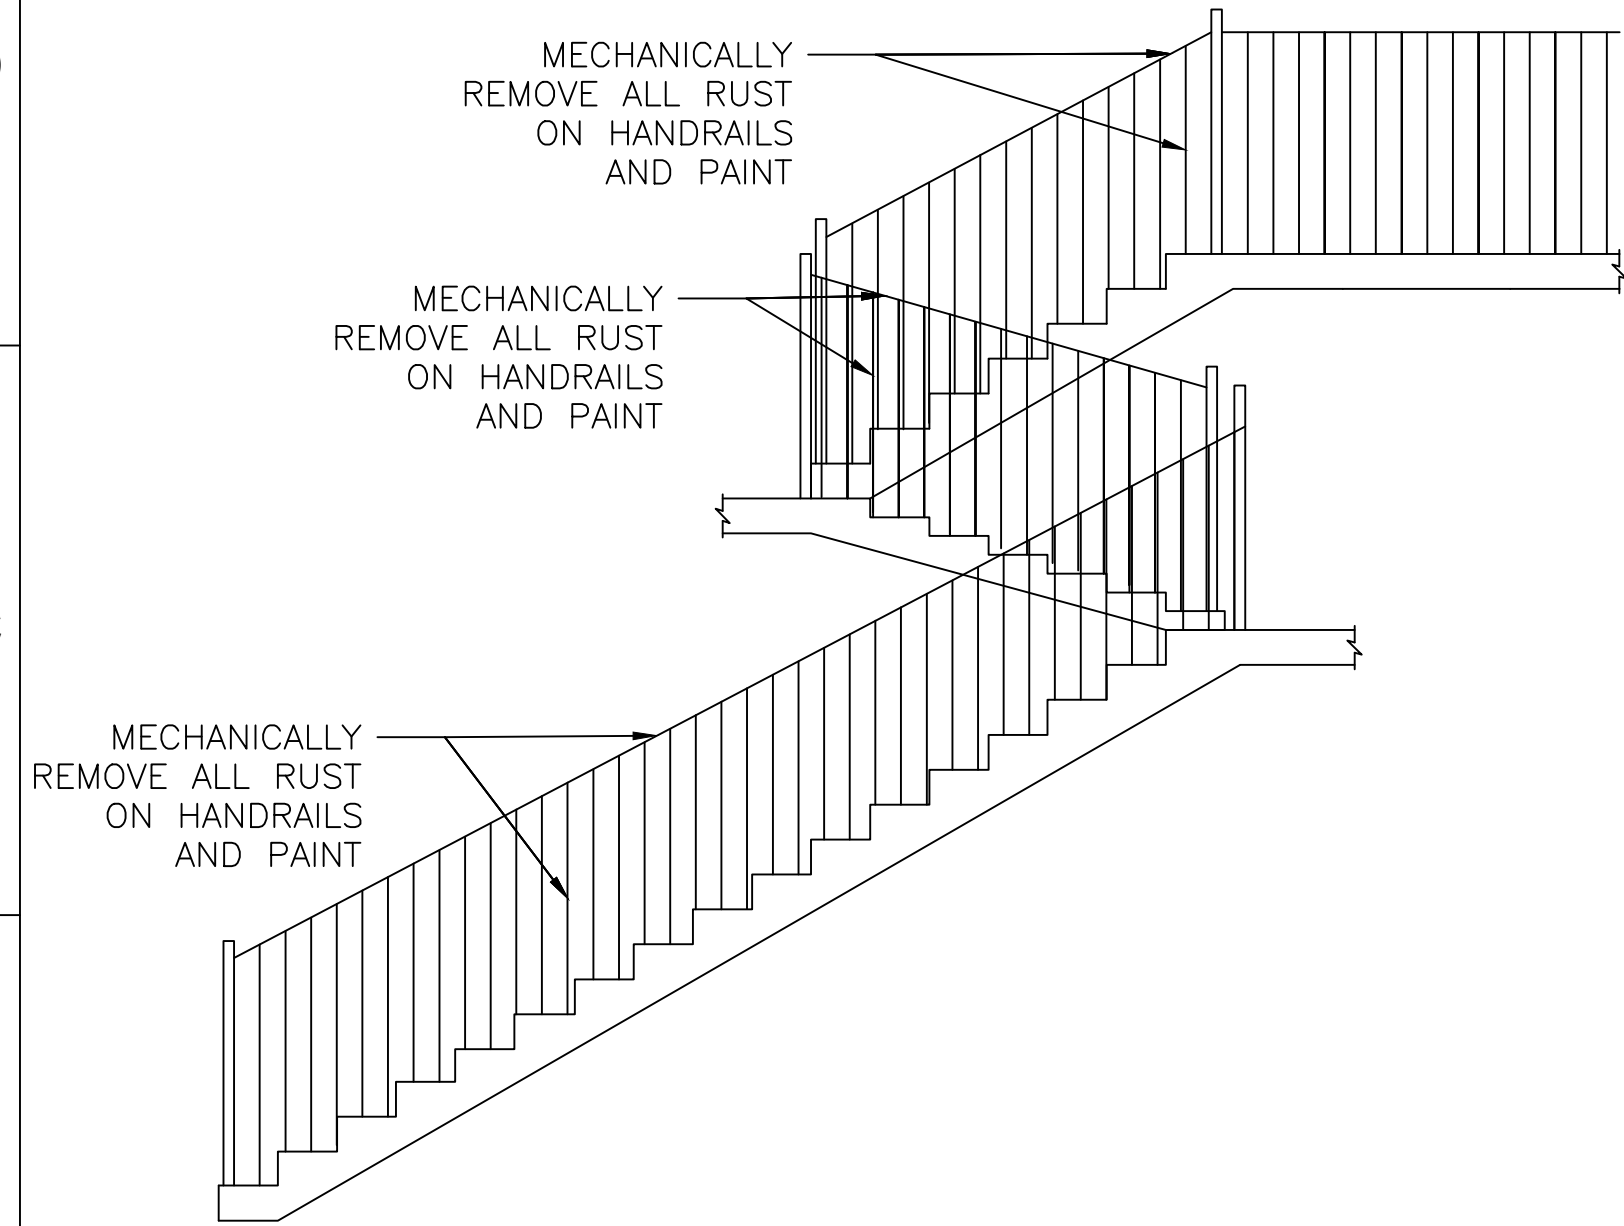 MECHANICALLY
REMOVE ALL RUST
ON HANDRAILS
AND PAINT
MECHANICALLY
REMOVE ALL RUST
ON HANDRAILS
AND PAINT
MECHANICALLY
REMOVE ALL RUST
ON HANDRAILS
AND PAINT